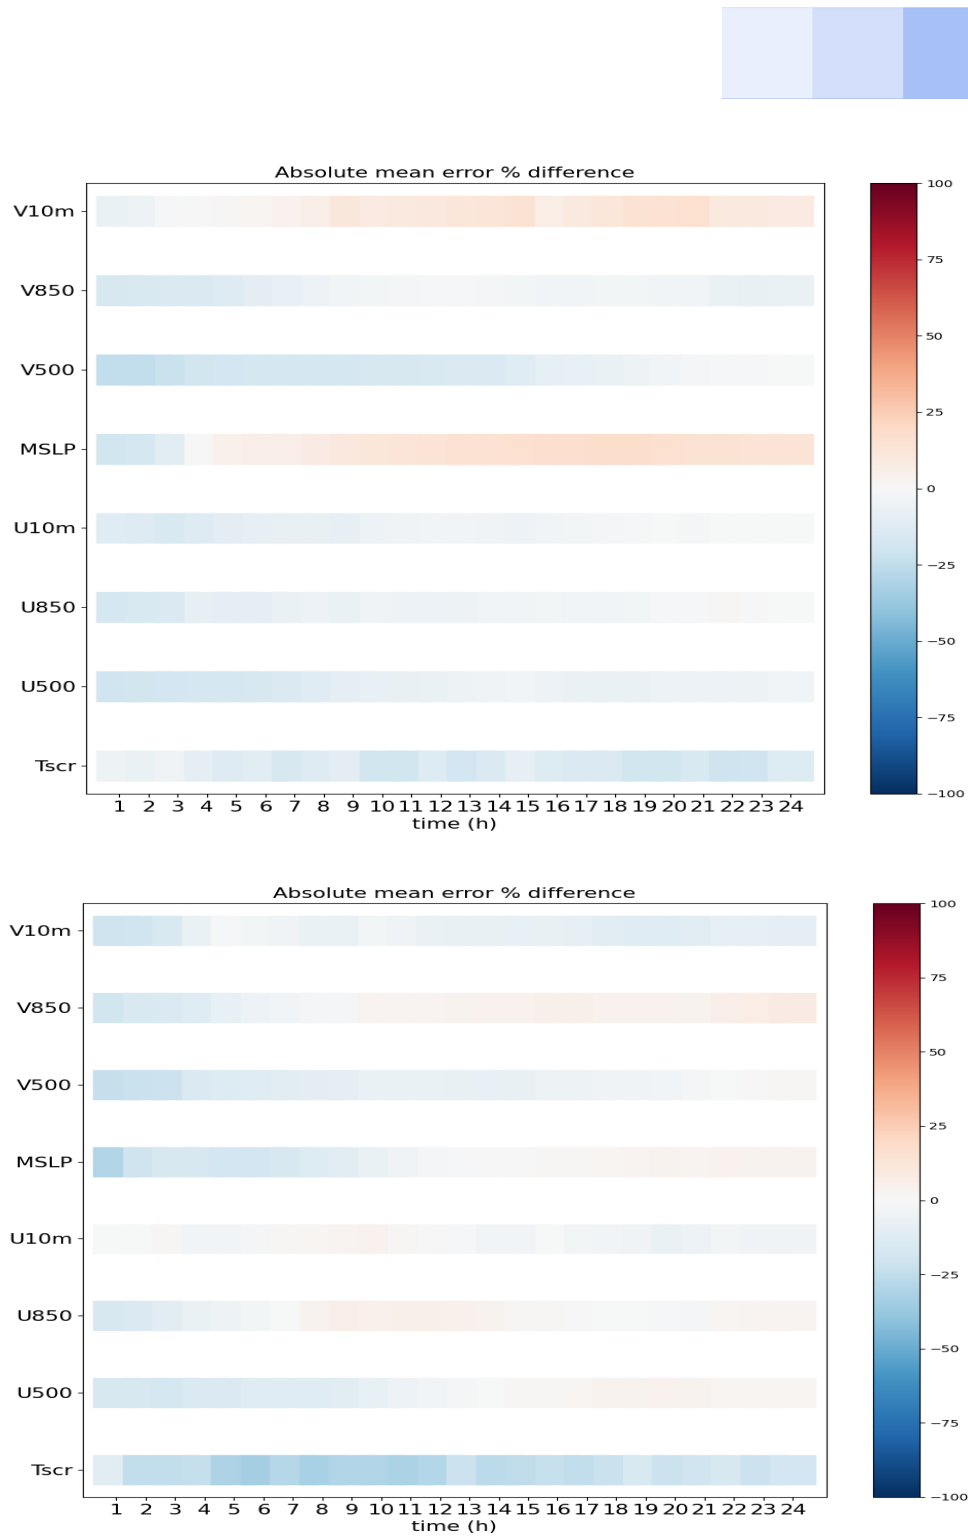 Absolute mean error % difference
V10m
V850
V500
MSLP
U10m
U850
U500
Tscr
1 2 3 4 5 6 7 8 9 10 11 12 13 14 15 16 17 18 19 20 21 22 23 24
time (h)
100
75
50
25
0
−25
−50
−75
−100
Absolute mean error % difference
V10m
V850
V500
MSLP
U10m
U850
U500
Tscr
1 2 3 4 5 6 7 8 9 10 11 12 13 14 15 16 17 18 19 20 21 22 23 24
time (h)
100
75
50
25
0
−25
−50
−75
−100